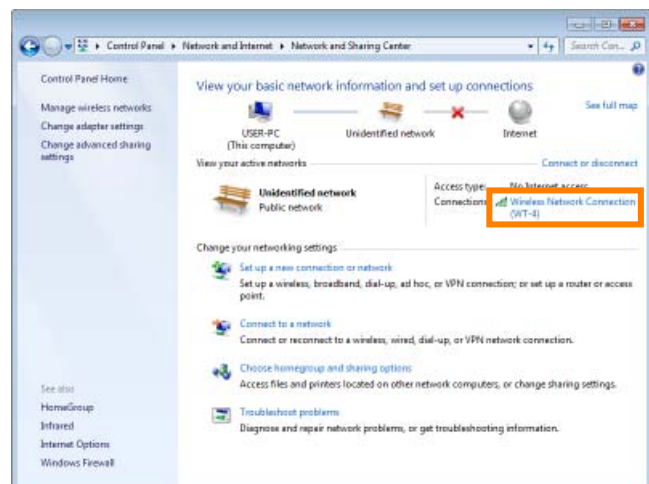 Control Panel ▸ Network and Internet ▸ Network and Sharing Center
Search Con...
Control Panel Home
Manage wireless networks
Change adapter settings
Change advanced sharing
settings
See also
HomeGroup
Infrared
Internet Options
Windows Firewall
View your basic network information and set up connections
See full map
USER-PC
(This computer)
Unidentified network
Internet
View your active networks
Connect or disconnect
Unidentified network
Public network
Access type: No Internet access
Connections: Wireless Network Connection
(WT-4)
Change your networking settings
Set up a new connection or network
Set up a wireless, broadband, dial-up, ad hoc, or VPN connection; or set up a router or access
point.
Connect to a network
Connect or reconnect to a wireless, wired, dial-up, or VPN network connection.
Choose homegroup and sharing options
Access files and printers located on other network computers, or change sharing settings.
Troubleshoot problems
Diagnose and repair network problems, or get troubleshooting information.